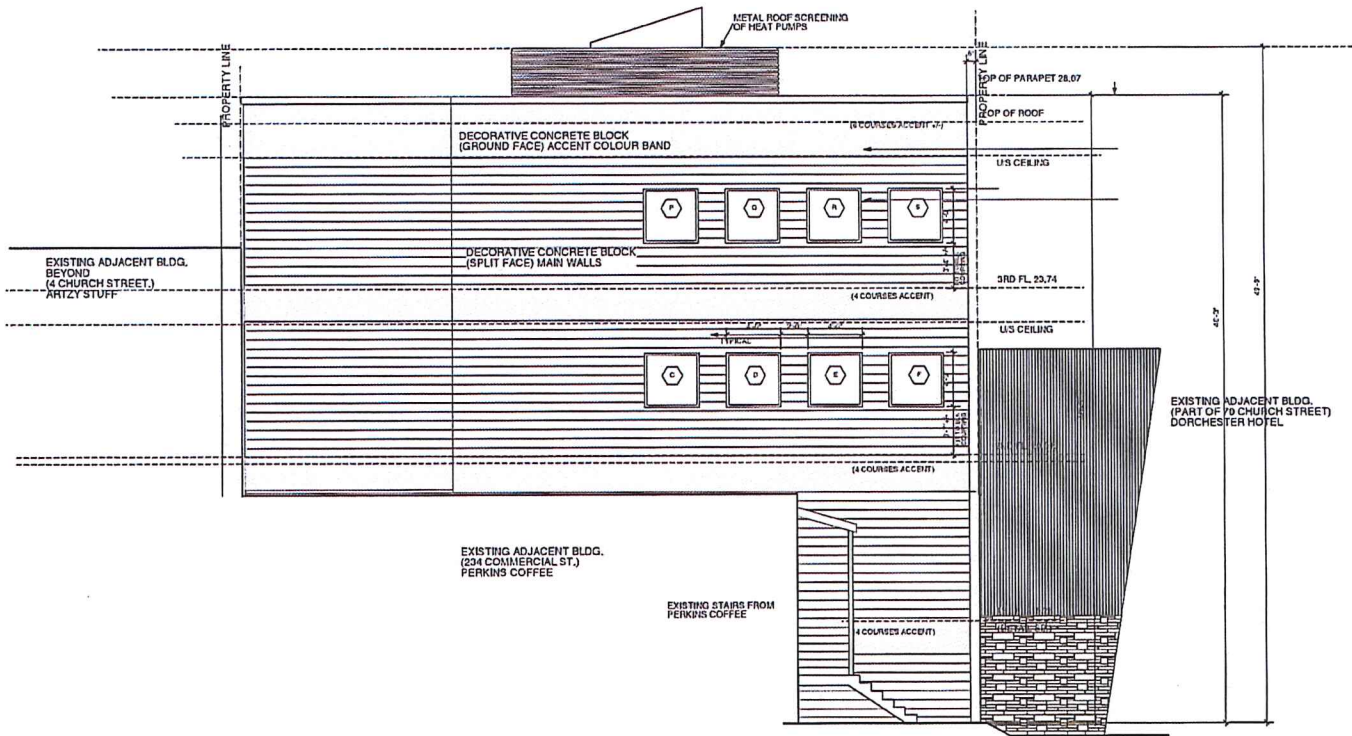 METAL ROOF SCREENING
OF HEAT PUMPS
PROPERTY LINE
PROPERTY LINE
TOP OF PARAPET 28.07
TOP OF ROOF
DECORATIVE CONCRETE BLOCK
(GROUND FACE) ACCENT COLOUR BAND
U/S CEILING
P
Q
R
S
DECORATIVE CONCRETE BLOCK
(SPLIT FACE) MAIN WALLS
EXISTING ADJACENT BLDG.
BEYOND
(4 CHURCH STREET.)
ARTZY STUFF
3RD FL. 23.74
(4 COURSES ACCENT)
U/S CEILING
TYPICAL
C
D
E
F
EXISTING ADJACENT BLDG.
(PART OF 70 CHURCH STREET)
DORCHESTER HOTEL
(4 COURSES ACCENT)
EXISTING ADJACENT BLDG.
(234 COMMERCIAL ST.)
PERKINS COFFEE
EXISTING STAIRS FROM
PERKINS COFFEE
4 COURSES ACCENT)